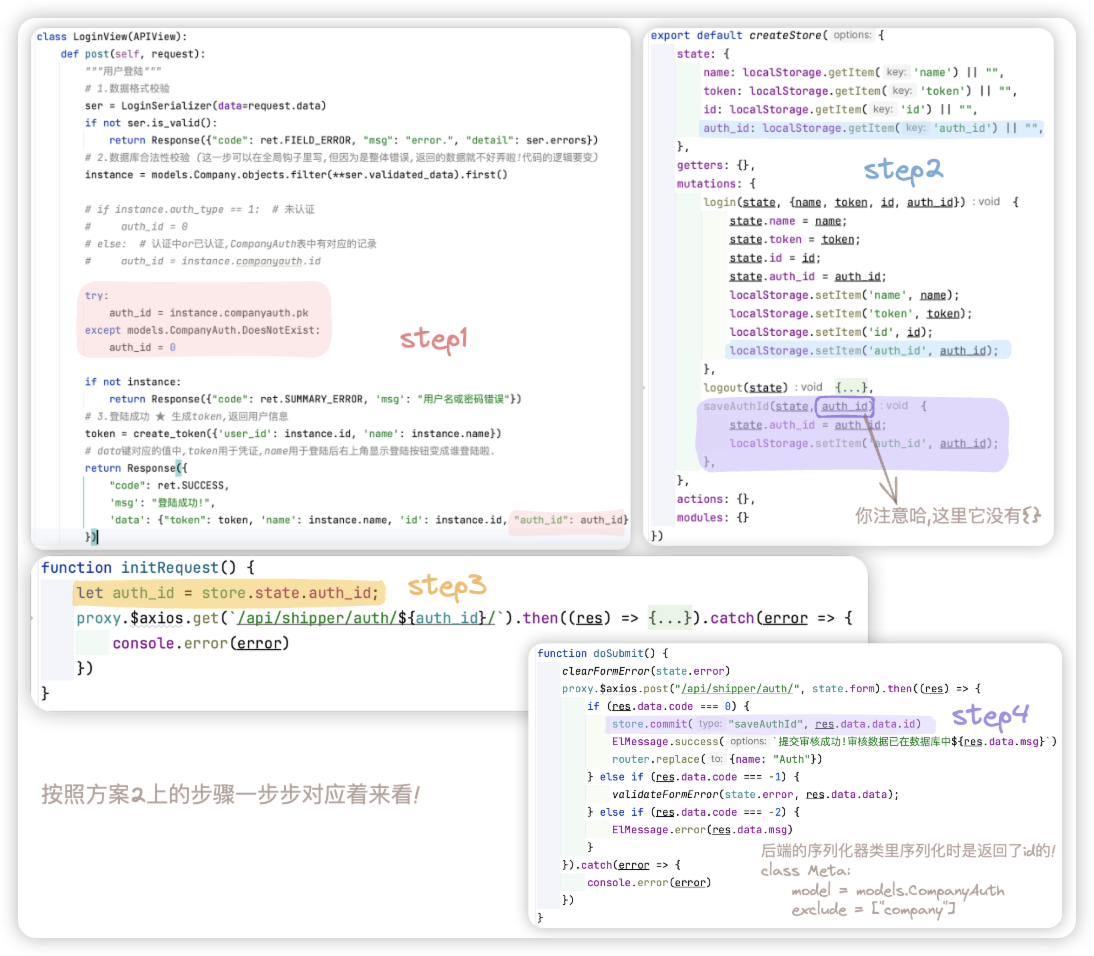 class LoginView(APIView):
def post(self, request):
"""用户登陆"""
# 1.数据格式校验
ser = LoginSerializer(data=request.data)
if not ser.is_valid():
return Response({"code": ret.FIELD_ERROR, "msg": "error.", "detail": ser.errors})
# 2.数据库合法性校验 (这一步可以在全局钩子里写,但因为是整体错误,返回的数据就不好弄啦!代码的逻辑要变)
instance = models.Company.objects.filter(**ser.validated_data).first()
# if instance.auth_type == 1:  # 未认证
#     auth_id = 0
# else:  # 认证中or已认证,CompanyAuth表中有对应的记录
#     auth_id = instance.companyauth.id
try:
auth_id = instance.companyauth.pk
except models.CompanyAuth.DoesNotExist:
auth_id = 0
step1
if not instance:
return Response({"code": ret.SUMMARY_ERROR, 'msg': "用户名或密码错误"})
# 3.登陆成功 ★ 生成token,返回用户信息
token = create_token({'user_id': instance.id, 'name': instance.name})
# data键对应的值中,token用于凭证,name用于登陆后右上角显示登陆按钮变成谁登陆啦.
return Response({
"code": ret.SUCCESS,
'msg': "登陆成功!",
'data': {"token": token, 'name': instance.name, 'id': instance.id, "auth_id": auth_id}
})
export default createStore( options: {
state: {
name: localStorage.getItem( key: 'name') || "",
token: localStorage.getItem( key: 'token') || "",
id: localStorage.getItem( key: 'id') || "",
auth_id: localStorage.getItem( key: 'auth_id') || "",
},
getters: {},
step2
mutations: {
login(state, {name, token, id, auth_id}) : void {
state.name = name;
state.token = token;
state.id = id;
state.auth_id = auth_id;
localStorage.setItem('name', name);
localStorage.setItem('token', token);
localStorage.setItem('id', id);
localStorage.setItem('auth_id', auth_id);
},
logout(state) : void {...},
saveAuthId(state, auth_id) : void {
state.auth_id = auth_id;
localStorage.setItem('auth_id', auth_id);
},
},
actions: {},
modules: {}
})
你注意哈,这里它没有{}
function initRequest() {
let auth_id = store.state.auth_id;
step3
proxy.$axios.get(`/api/shipper/auth/${auth_id}/`).then((res) => {...}).catch(error => {
console.error(error)
})
}
function doSubmit() {
clearFormError(state.error)
proxy.$axios.post("/api/shipper/auth/", state.form).then((res) => {
if (res.data.code === 0) {
store.commit( type: "saveAuthId", res.data.data.id)
step4
ElMessage.success( options: `提交审核成功!审核数据已在数据库中${res.data.msg}`)
router.replace( to: {name: "Auth"})
} else if (res.data.code === -1) {
validateFormError(state.error, res.data.data);
} else if (res.data.code === -2) {
ElMessage.error(res.data.msg)
}
}).catch(error => {
console.error(error)
})
}
后端的序列化器类里序列化时是返回了id的!
class Meta:
model = models.CompanyAuth
exclude = ["company"]
按照方案2上的步骤一步步对应着来看!